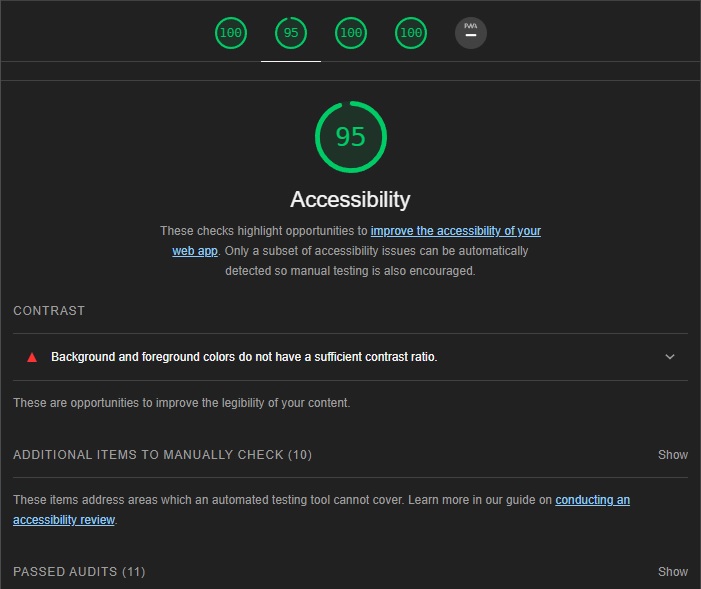 100 95 100 100 PWA
95
Accessibility
These checks highlight opportunities to improve the accessibility of your
web app. Only a subset of accessibility issues can be automatically
detected so manual testing is also encouraged.
CONTRAST
Background and foreground colors do not have a sufficient contrast ratio.
These are opportunities to improve the legibility of your content.
ADDITIONAL ITEMS TO MANUALLY CHECK (10) Show
These items address areas which an automated testing tool cannot cover. Learn more in our guide on conducting an
accessibility review.
PASSED AUDITS (11) Show